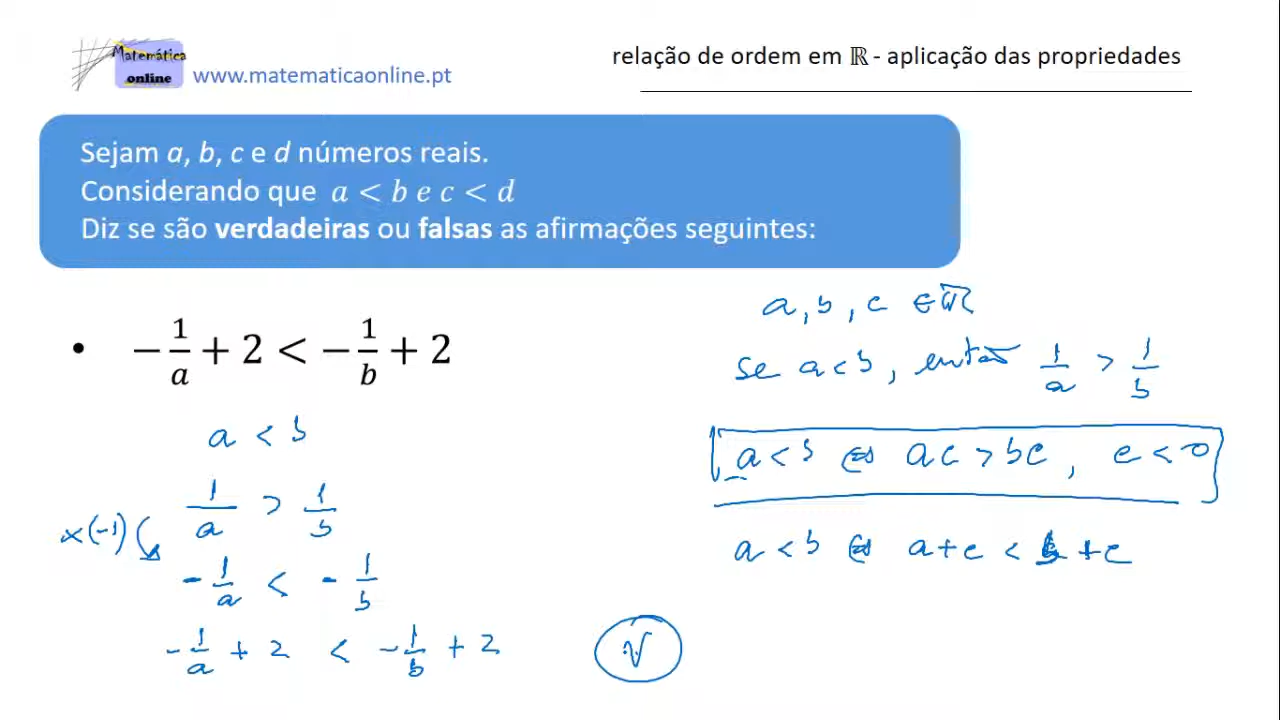 Matemática
online
www.matematicaonline.pt
relação de ordem em ℝ - aplicação das propriedades
Sejam a, b, c e d números reais.
Considerando que a < b e c < d
Diz se são verdadeiras ou falsas as afirmações seguintes:
• −1/a + 2 < −1/b + 2
a < b
1/a > 1/b
×(−1)
−1/a < −1/b
−1/a + 2 < −1/b + 2
V
a, b, c ∈ ℝ
se a < b, então 1/a > 1/b
a < b ⇔ ac > bc, c < 0
a < b ⇔ a + c < b + c